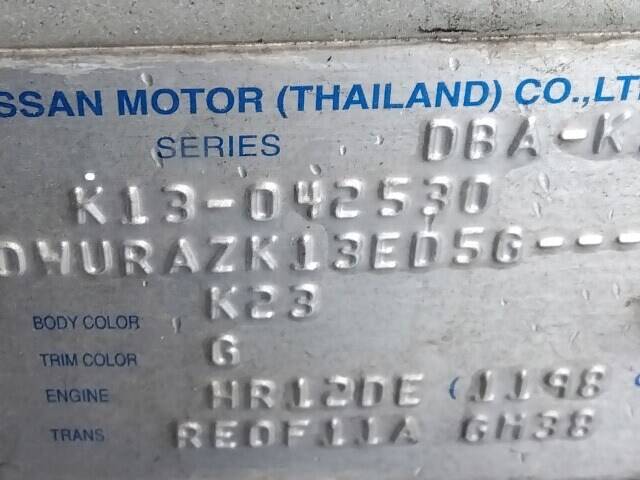 SSAN MOTOR (THAILAND) CO.,LT
SERIES DBA-K
K13-042530
DWURAZK13ED5G----
BODY COLOR K23
TRIM COLOR G
ENGINE HR12DE (1198
TRANS RE0F11A GH38